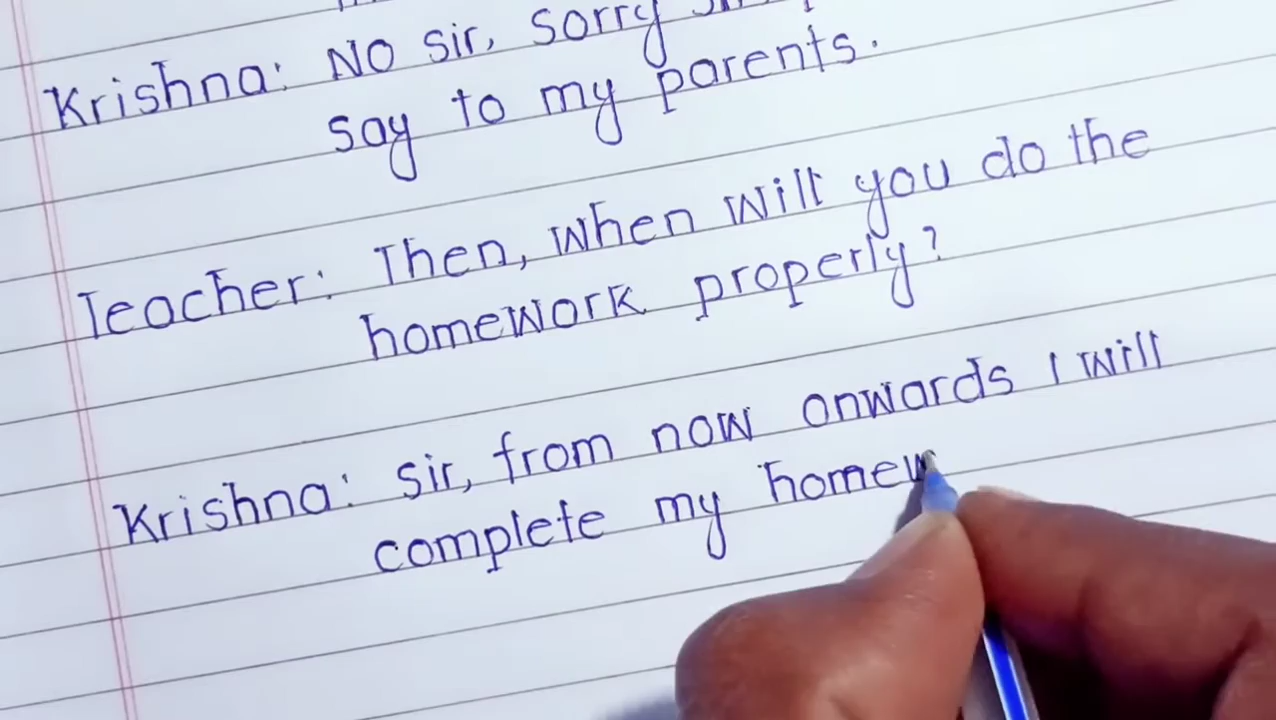 Krishna: NO Sir, Sorry
say to my parents.
Teacher: Then, when will you do the
homework properly?
Krishna: Sir, from now onwards I will
complete my homew